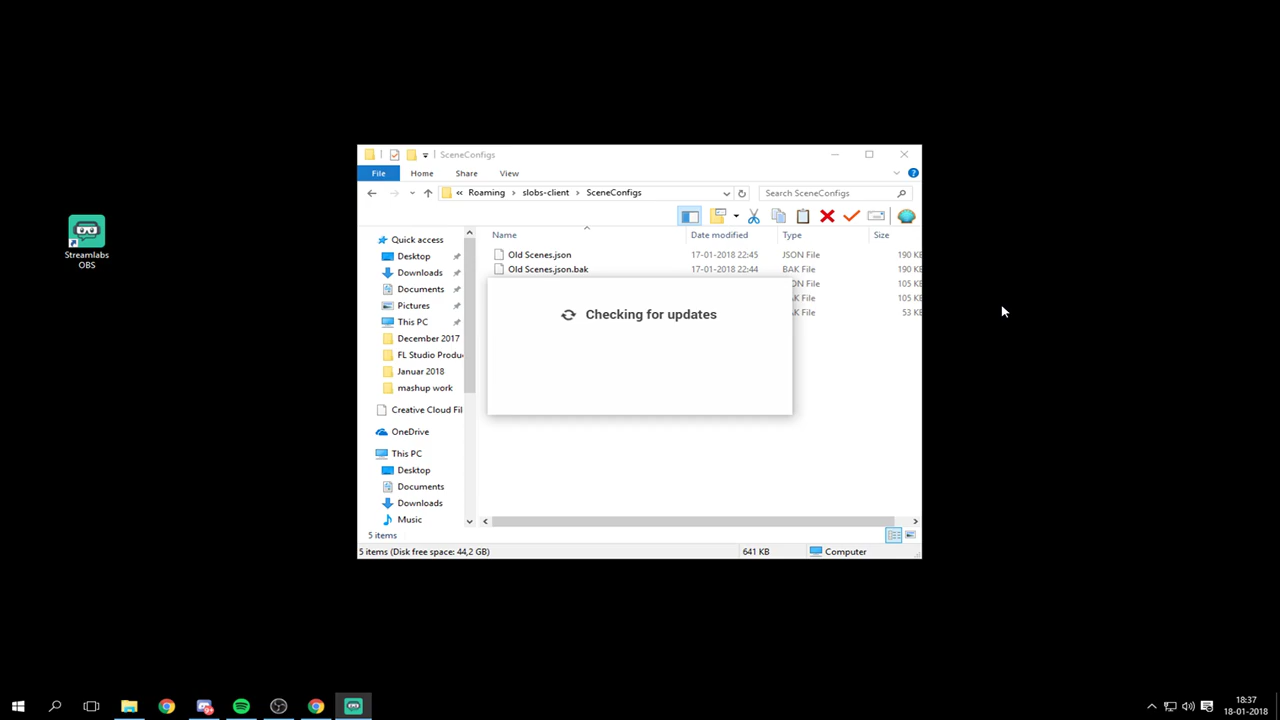 SceneConfigs
File Home Share View
« Roaming › slobs-client › SceneConfigs
Search SceneConfigs
Name Date modified Type Size
Quick access
Desktop
Downloads
Documents
Pictures
This PC
December 2017
FL Studio Produ
Januar 2018
mashup work
Creative Cloud Fil
OneDrive
This PC
Desktop
Documents
Downloads
Music
Old Scenes.json 17-01-2018 22:45 JSON File 190 KB
Old Scenes.json.bak 17-01-2018 22:44 BAK File 190 KB
ON File 105 KB
AK File 105 KB
AK File 53 KB
Checking for updates
5 items
5 items (Disk free space: 44,2 GB) 641 KB Computer
Streamlabs
OBS
18:37
18-01-2018